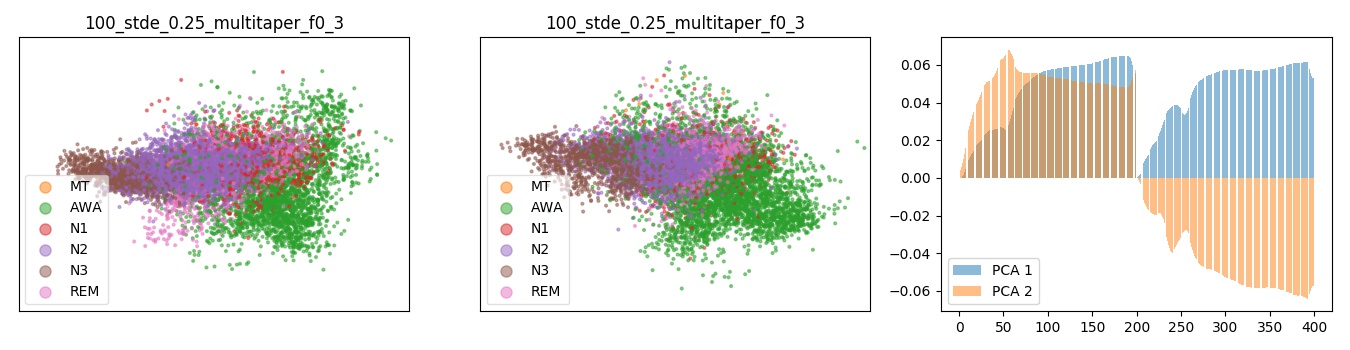 100_stde_0.25_multitaper_f0_3
MT
AWA
N1
N2
N3
REM
100_stde_0.25_multitaper_f0_3
MT
AWA
N1
N2
N3
REM
0.06
0.04
0.02
0.00
−0.02
−0.04
−0.06
PCA 1
PCA 2
0 50 100 150 200 250 300 350 400